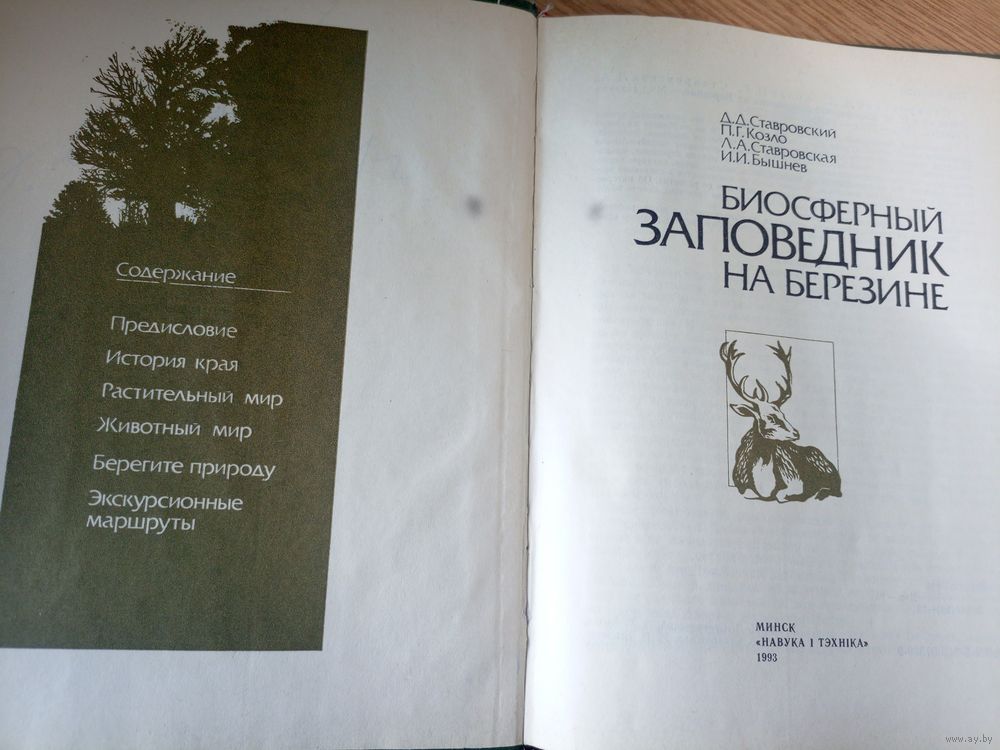 Содержание
Предисловие
История края
Растительный мир
Животный мир
Берегите природу
Экскурсионные
маршруты
Д.Д.Ставровский
П.Г.Козло
Л.А.Ставровская
И.И.Бышнев
БИОСФЕРНЫЙ
ЗАПОВЕДНИК
НА БЕРЕЗИНЕ
МИНСК
«НАВУКА І ТЭХНІКА»
1993
www.ay.by